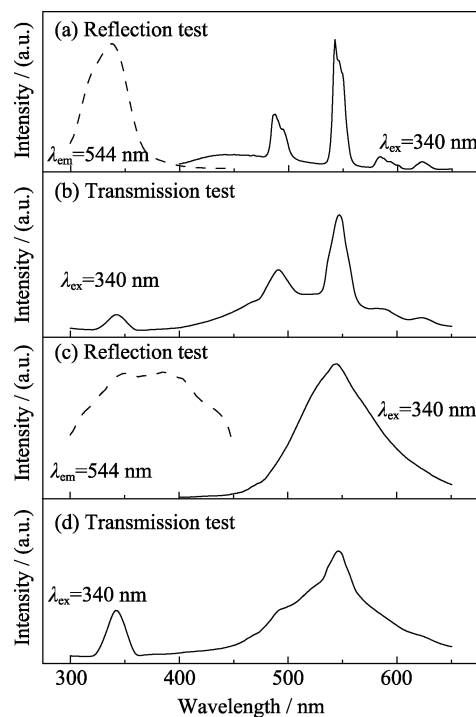 (a) Reflection test
λem=544 nm
λex=340 nm
Intensity / (a.u.)
(b) Transmission test
λex=340 nm
Intensity / (a.u.)
(c) Reflection test
λem=544 nm
λex=340 nm
Intensity / (a.u.)
(d) Transmission test
λex=340 nm
Intensity / (a.u.)
300 400 500 600
Wavelength / nm